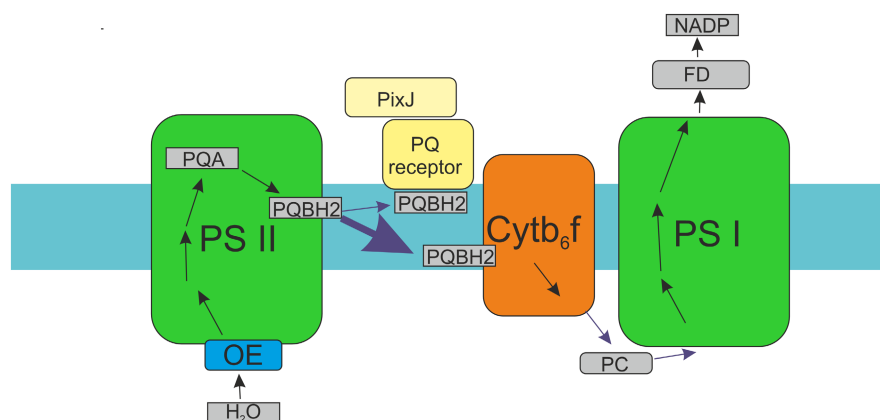 NADP
FD
PixJ
PQ
receptor
PQA
PQBH2
PQBH2
PS II
Cytb₆f
PS I
PQBH2
OE
PC
H₂O